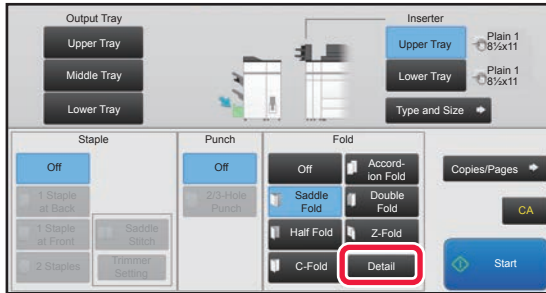 Output Tray
Inserter
Upper Tray
Middle Tray
Lower Tray
Upper Tray
Plain 1
8½x11
Lower Tray
Plain 1
8½x11
Type and Size
Staple
Punch
Fold
Off
1 Staple
at Back
1 Staple
at Front
2 Staples
Saddle
Stitch
Trimmer
Setting
Off
2/3-Hole
Punch
Off
Accord-
ion Fold
Saddle
Fold
Double
Fold
Half Fold
Z-Fold
C-Fold
Detail
Copies/Pages
CA
Start